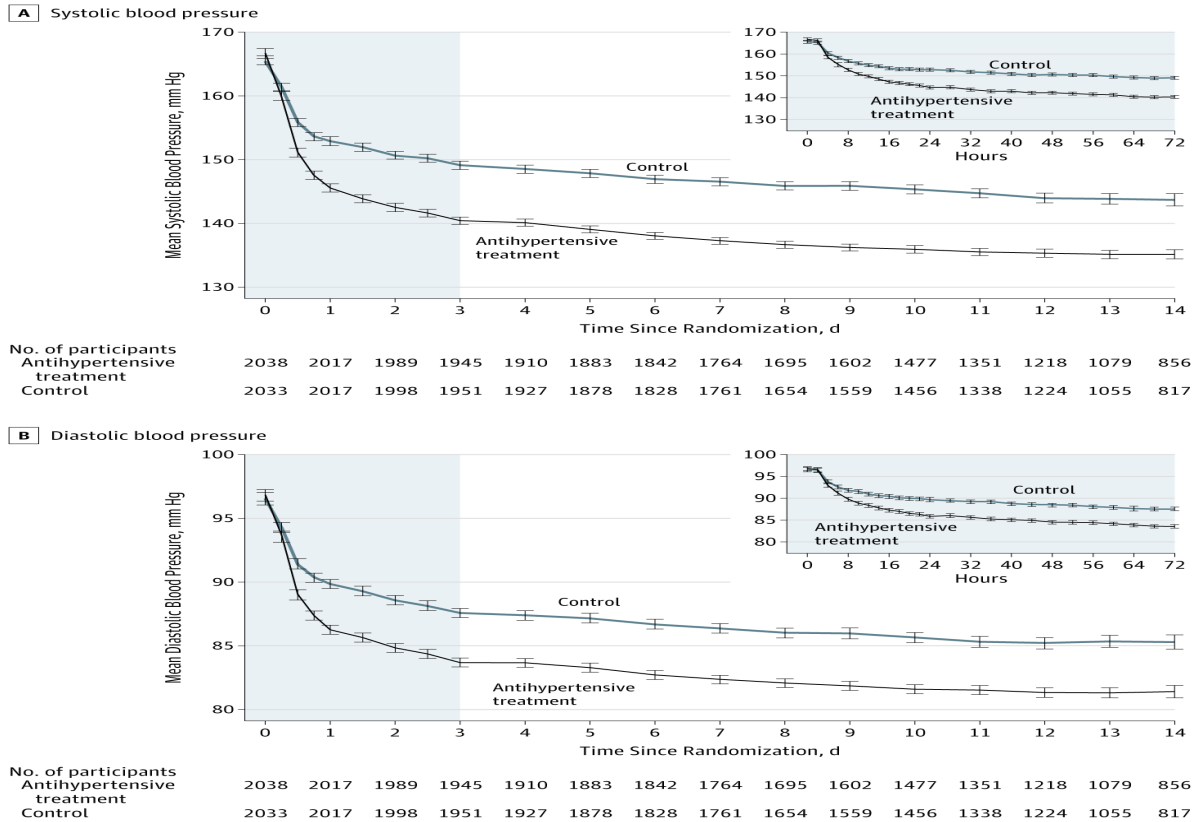 A Systolic blood pressure
Mean Systolic Blood Pressure, mm Hg
170
160
150
140
130
Control
Antihypertensive
treatment
0 1 2 3 4 5 6 7 8 9 10 11 12 13 14
Time Since Randomization, d
170
160
150
140
130
Control
Antihypertensive
treatment
0 8 16 24 32 40 48 56 64 72
Hours
No. of participants
Antihypertensive 2038 2017 1989 1945 1910 1883 1842 1764 1695 1602 1477 1351 1218 1079 856
treatment
Control 2033 2017 1998 1951 1927 1878 1828 1761 1654 1559 1456 1338 1224 1055 817
B Diastolic blood pressure
Mean Diastolic Blood Pressure, mm Hg
100
95
90
85
80
Control
Antihypertensive
treatment
0 1 2 3 4 5 6 7 8 9 10 11 12 13 14
Time Since Randomization, d
100
95
90
85
80
Control
Antihypertensive
treatment
0 8 16 24 32 40 48 56 64 72
Hours
No. of participants
Antihypertensive 2038 2017 1989 1945 1910 1883 1842 1764 1695 1602 1477 1351 1218 1079 856
treatment
Control 2033 2017 1998 1951 1927 1878 1828 1761 1654 1559 1456 1338 1224 1055 817